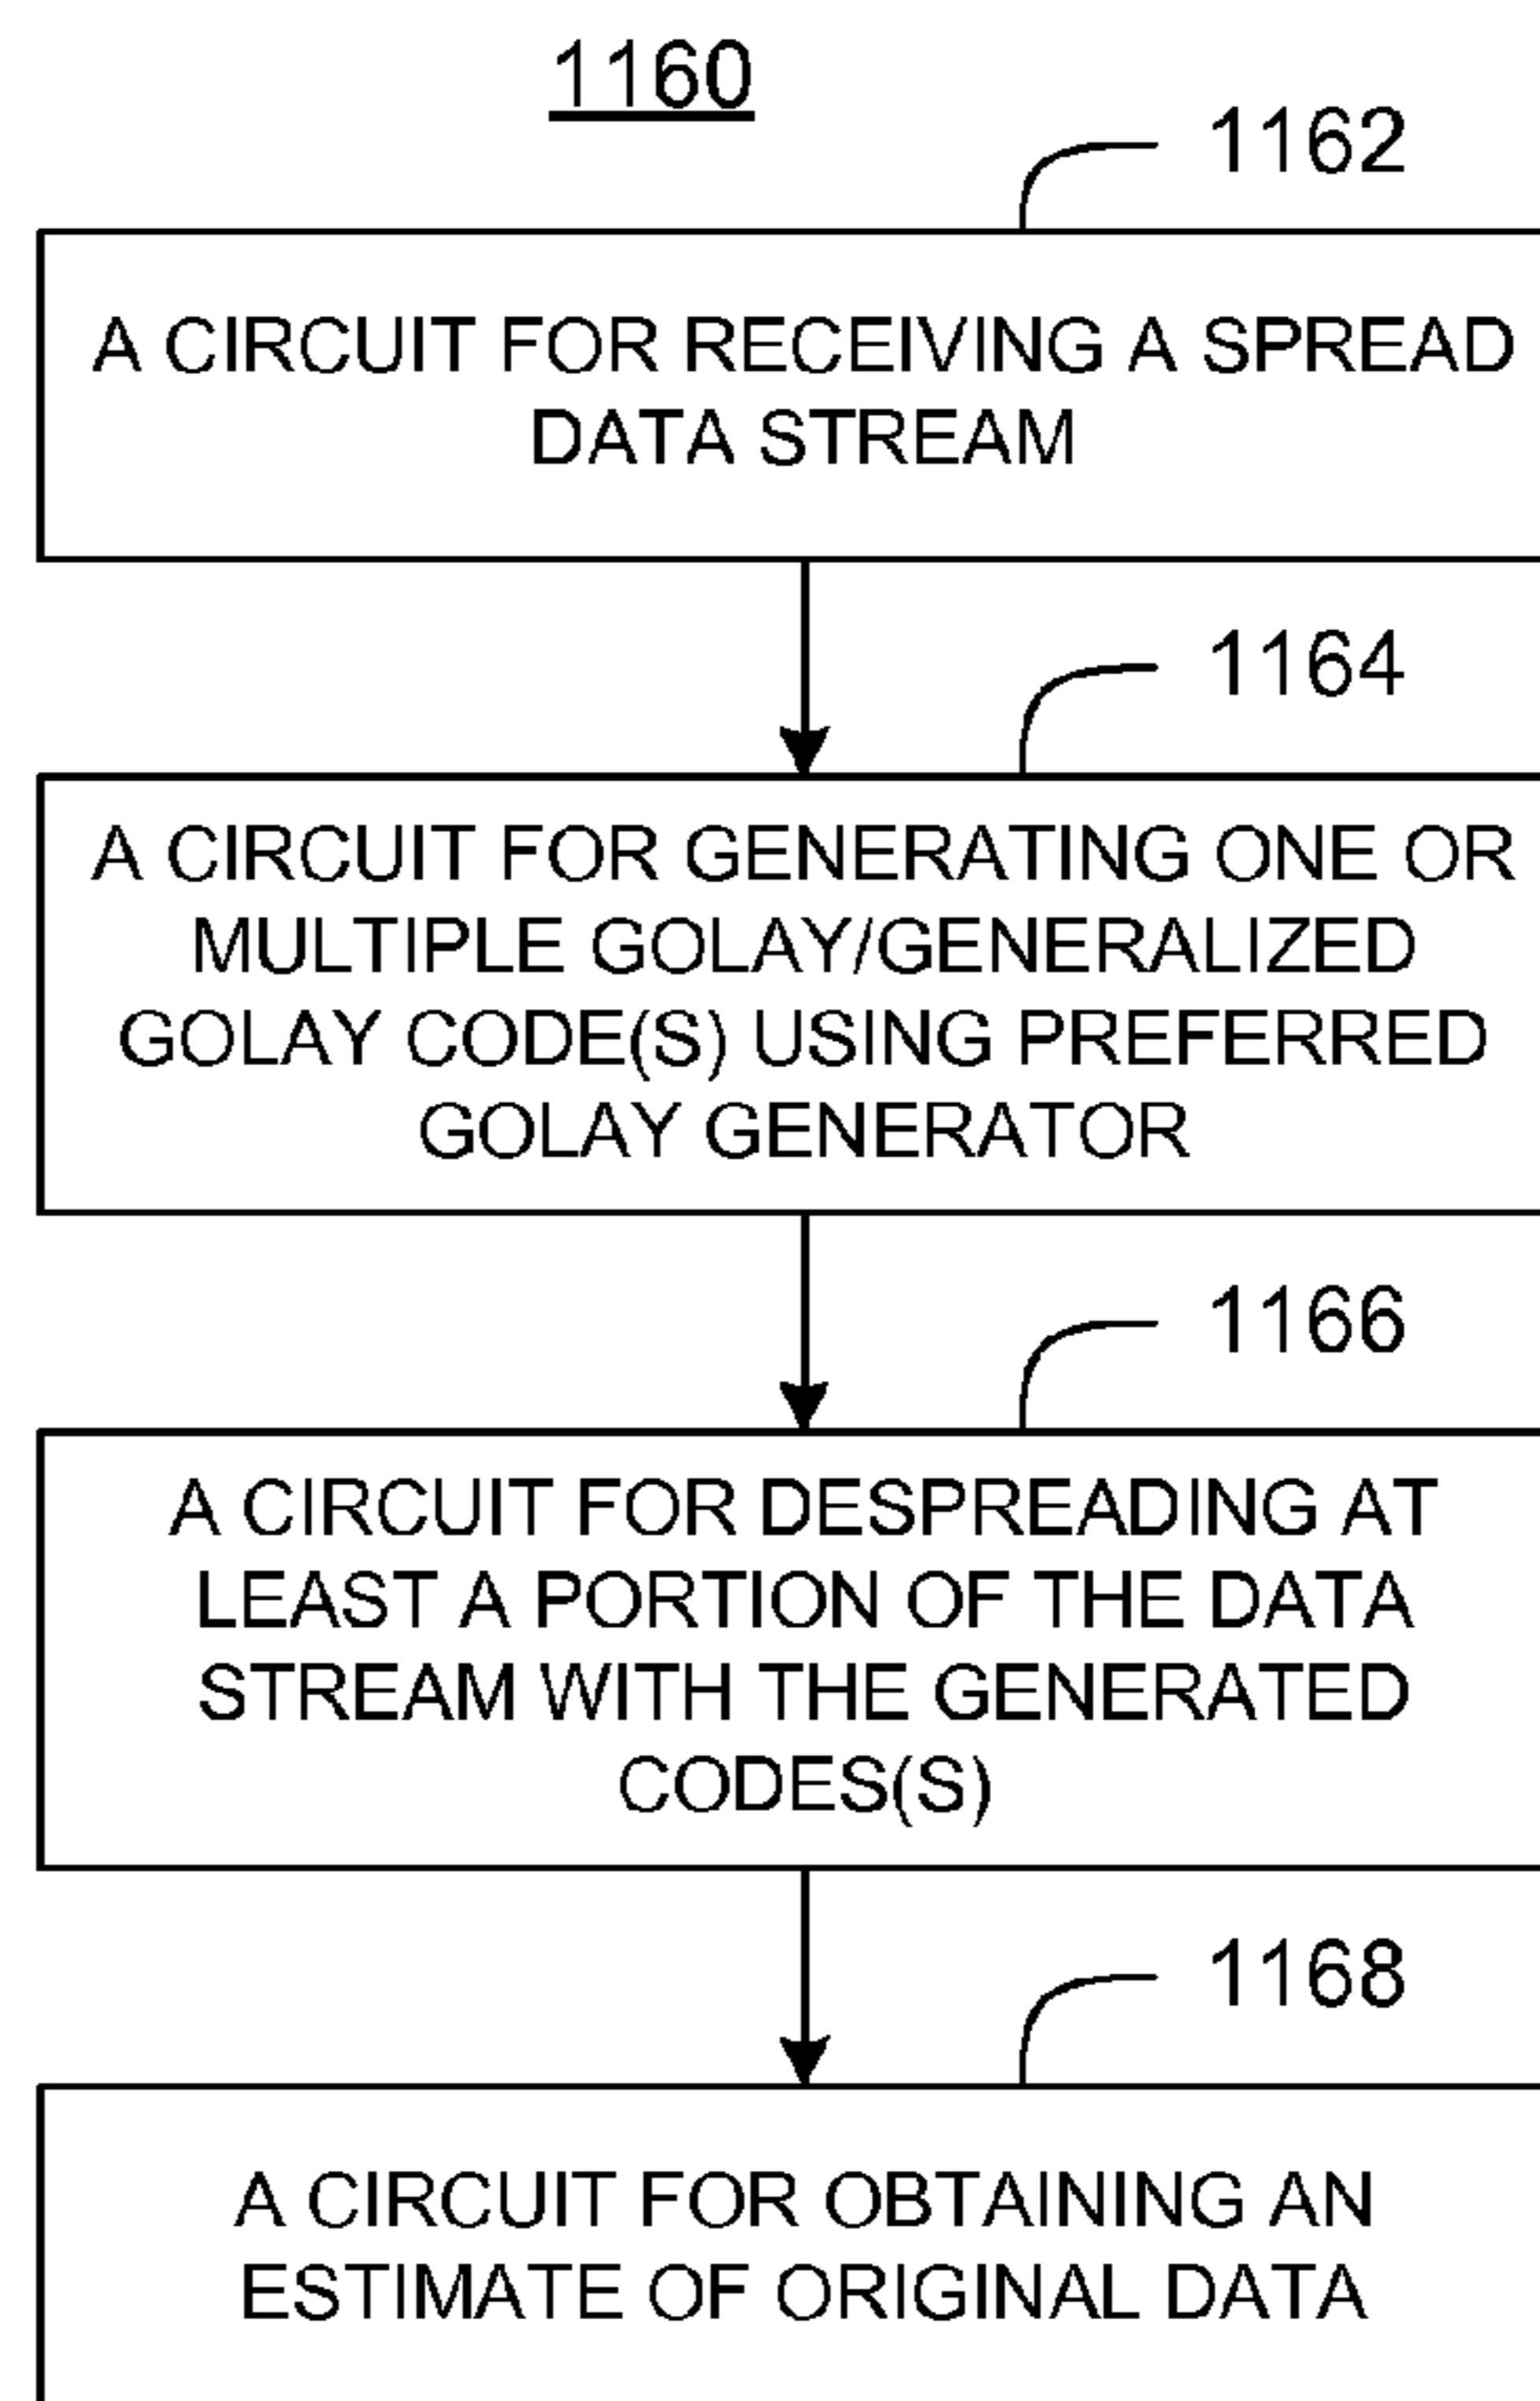 1160
1162
A CIRCUIT FOR RECEIVING A SPREAD
DATA STREAM
1164
A CIRCUIT FOR GENERATING ONE OR
MULTIPLE GOLAY/GENERALIZED
GOLAY CODE(S) USING PREFERRED
GOLAY GENERATOR
1166
A CIRCUIT FOR DESPREADING AT
LEAST A PORTION OF THE DATA
STREAM WITH THE GENERATED
CODES(S)
1168
A CIRCUIT FOR OBTAINING AN
ESTIMATE OF ORIGINAL DATA